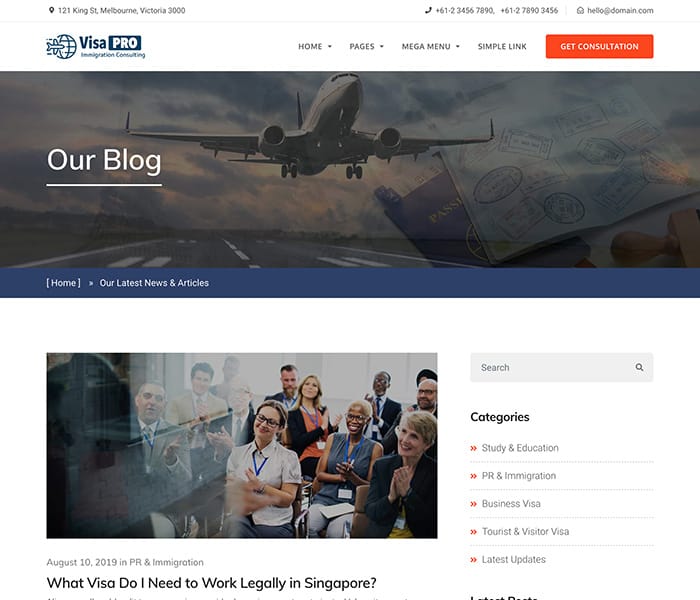 121 King St, Melbourne, Victoria 3000
+61-2 3456 7890, +61-2 7890 3456
hello@domain.com
Visa PRO
Immigration Consulting
HOME PAGES MEGA MENU SIMPLE LINK GET CONSULTATION
Our Blog
[ Home ] » Our Latest News & Articles
Search
Categories
» Study & Education
» PR & Immigration
» Business Visa
» Tourist & Visitor Visa
» Latest Updates
August 10, 2019 in PR & Immigration
What Visa Do I Need to Work Legally in Singapore?